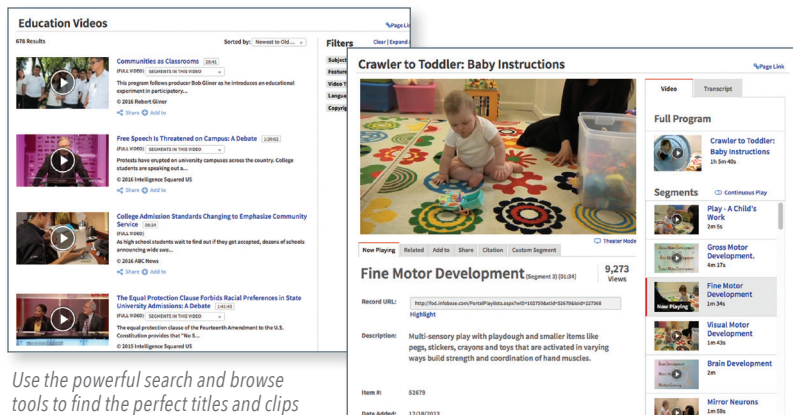 Education Videos
Page Lin
678 Results
Sorted by: Newest to Old...
Filters
Clear | Expand
Communities as Classrooms 28:41
(FULL VIDEO) SEGMENTS IN THIS VIDEO
This program follows producer Bob Gliner as he introduces an educational
experiment in participatory...
© 2016 Robert Gliner
Share Add to
Subject
Feature
Video T
Langua
Copyrig
Free Speech Is Threatened on Campus: A Debate
(FULL VIDEO) SEGMENTS IN THIS VIDEO
Protests have erupted on university campuses across the country. College
students are speaking out a...
© 2016 Intelligence Squared US
Share Add to
College Admission Standards Changing to Emphasize Community
Service
(FULL VIDEO)
As high school students wait to find out if they get accepted, dozens of schools
announcing wide awe...
© 2016 ABC News
Share Add to
The Equal Protection Clause Forbids Racial Preferences in State
University Admissions: A Debate
(FULL VIDEO) SEGMENTS IN THIS VIDEO
The equal protection clause of the Fourteenth Amendment to the U.S.
Constitution provides that "No S...
© 2015 Intelligence Squared US
Use the powerful search and browse
tools to find the perfect titles and clips
Crawler to Toddler: Baby Instructions
Page Link
Theater Mode
Now Playing Related Add to Share Citation Custom Segment
Fine Motor Development (Segment 3) (01:34)
9,273
Views
Record URL:
Highlight
Description: Multi-sensory play with playdough and smaller items like
pegs, stickers, crayons and toys that are activated in varying
ways build strength and coordination of hand muscles.
Item #: 52679
Date Added: 12/18/2013
Video Transcript
Full Program
Crawler to Toddler:
Baby Instructions
1h 5m 40s
Segments Continuous Play
Play - A Child's
Work
2m 5s
Gross Motor
Development.
4m 17s
Fine Motor
Development
1m 34s
Now Playing
Visual Motor
Development
1m 43s
Brain Development
2m
Mirror Neurons
1m 59s